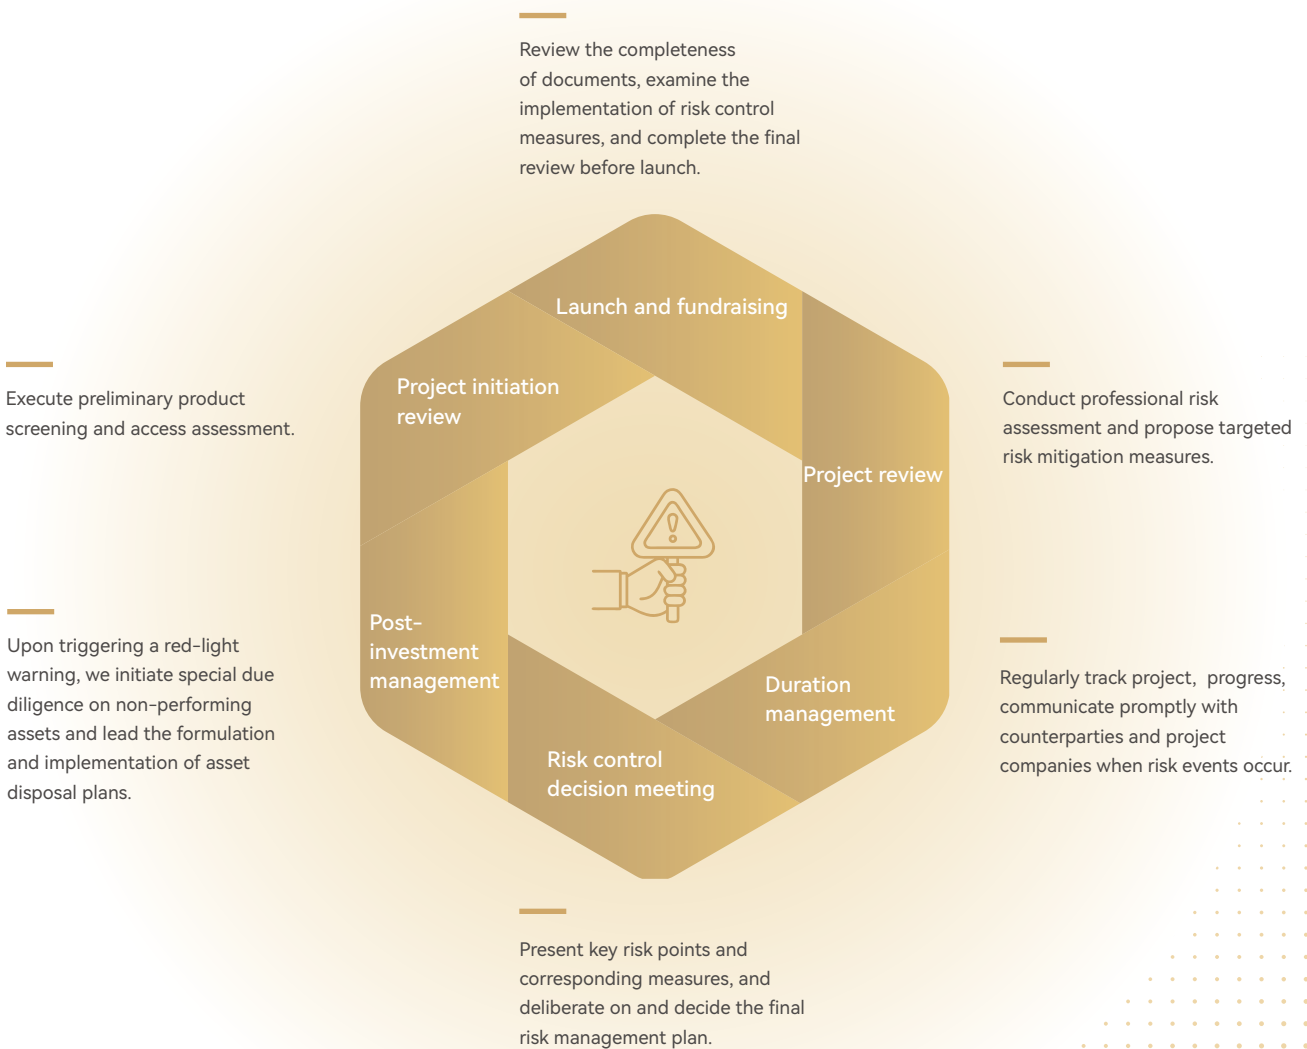 Review the completeness
of documents, examine the
implementation of risk control
measures, and complete the final
review before launch.
Launch and fundraising
Project initiation
review
Execute preliminary product
screening and access assessment.
Conduct professional risk
assessment and propose targeted
risk mitigation measures.
Project review
Post-
investment
management
Upon triggering a red-light
warning, we initiate special due
diligence on non-performing
assets and lead the formulation
and implementation of asset
disposal plans.
Duration
management
Regularly track project, progress,
communicate promptly with
counterparties and project
companies when risk events occur.
Risk control
decision meeting
Present key risk points and
corresponding measures, and
deliberate on and decide the final
risk management plan.